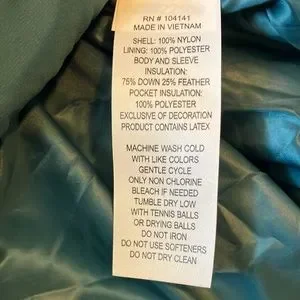 RN # 104141
MADE IN VIETNAM
SHELL: 100% NYLON
LINING: 100% POLYESTER
BODY AND SLEEVE
INSULATION:
75% DOWN 25% FEATHER
POCKET INSULATION:
100% POLYESTER
EXCLUSIVE OF DECORATION
PRODUCT CONTAINS LATEX
MACHINE WASH COLD
WITH LIKE COLORS
GENTLE CYCLE
ONLY NON CHLORINE
BLEACH IF NEEDED
TUMBLE DRY LOW
WITH TENNIS BALLS
OR DRYING BALLS
DO NOT IRON
DO NOT USE SOFTENERS
DO NOT DRY CLEAN